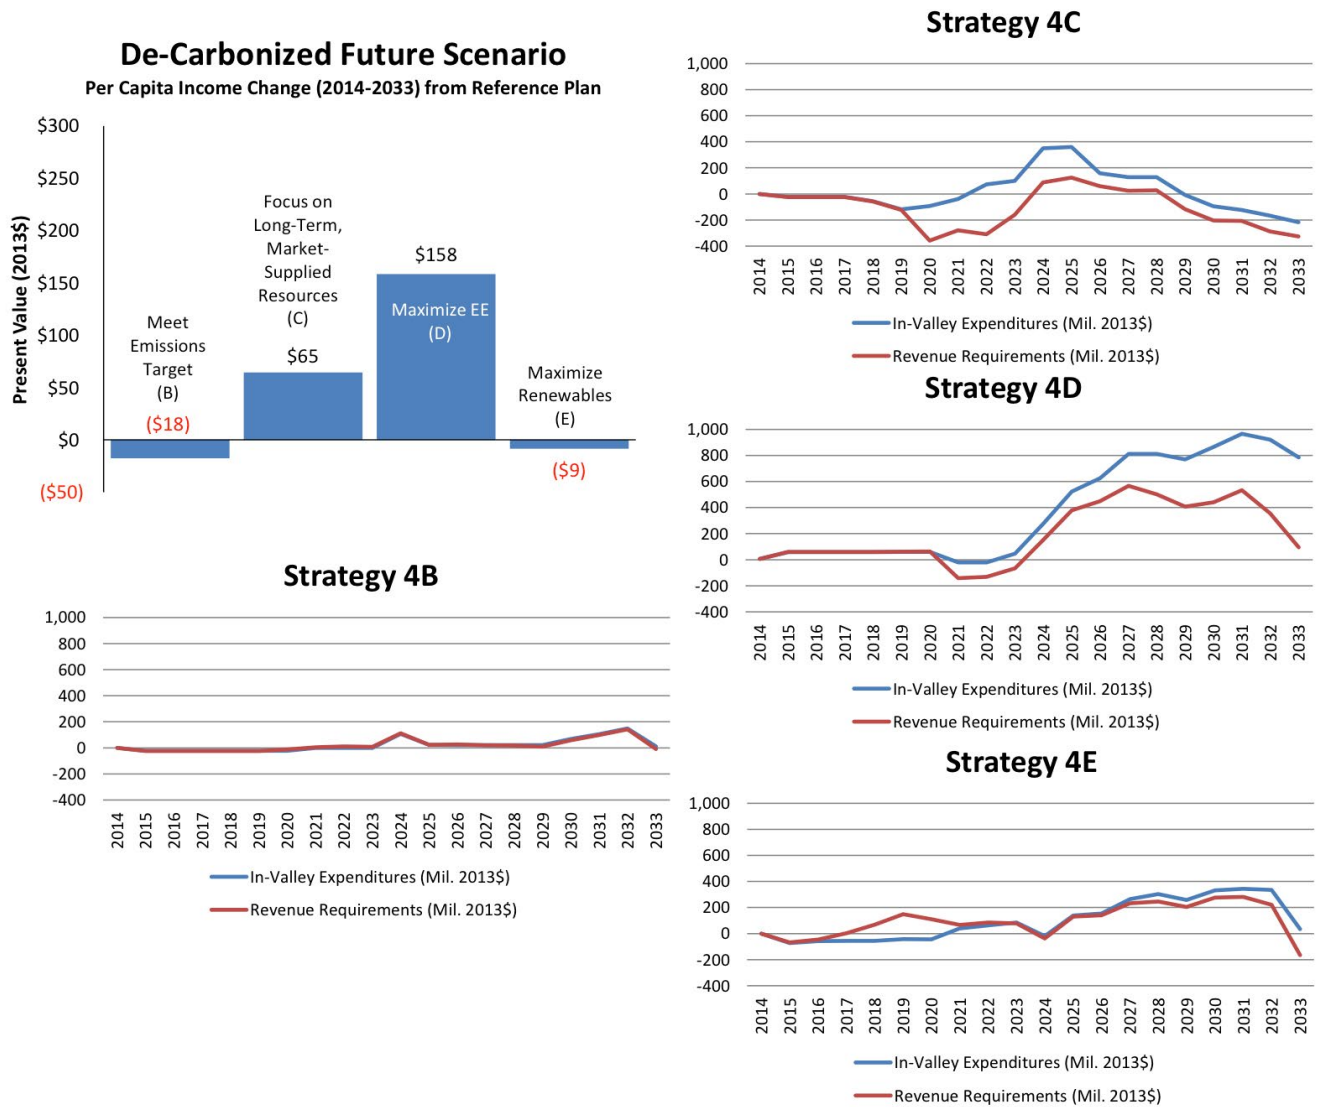 De-Carbonized Future Scenario
Per Capita Income Change (2014-2033) from Reference Plan
Present Value (2013$)
$300
$250
$200
$150
$100
$50
$0
($50)
Meet
Emissions
Target
(B)
($18)
Focus on
Long-Term,
Market-
Supplied
Resources
(C)
$65
$158
Maximize EE
(D)
Maximize
Renewables
(E)
($9)
Strategy 4B
1,000
800
600
400
200
0
-200
-400
2014 2015 2016 2017 2018 2019 2020 2021 2022 2023 2024 2025 2026 2027 2028 2029 2030 2031 2032 2033
In-Valley Expenditures (Mil. 2013$)
Revenue Requirements (Mil. 2013$)
Strategy 4C
1,000
800
600
400
200
0
-200
-400
2014 2015 2016 2017 2018 2019 2020 2021 2022 2023 2024 2025 2026 2027 2028 2029 2030 2031 2032 2033
In-Valley Expenditures (Mil. 2013$)
Revenue Requirements (Mil. 2013$)
Strategy 4D
1,000
800
600
400
200
0
-200
-400
2014 2015 2016 2017 2018 2019 2020 2021 2022 2023 2024 2025 2026 2027 2028 2029 2030 2031 2032 2033
In-Valley Expenditures (Mil. 2013$)
Revenue Requirements (Mil. 2013$)
Strategy 4E
1,000
800
600
400
200
0
-200
-400
2014 2015 2016 2017 2018 2019 2020 2021 2022 2023 2024 2025 2026 2027 2028 2029 2030 2031 2032 2033
In-Valley Expenditures (Mil. 2013$)
Revenue Requirements (Mil. 2013$)